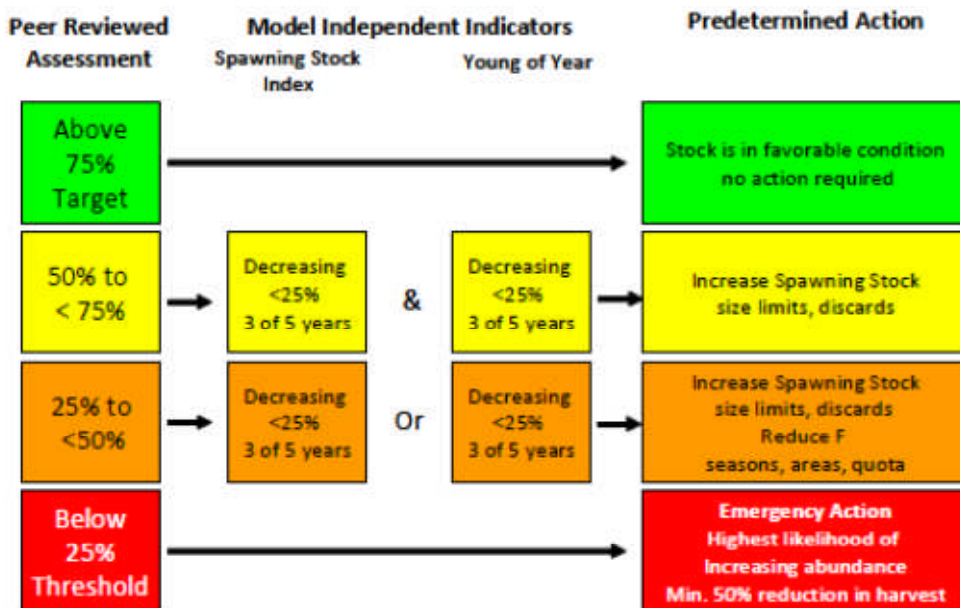 Peer Reviewed
Assessment
Model Independent Indicators
Spawning Stock
Index
Young of Year
Predetermined Action
Above
75%
Target
Stock is in favorable condition
no action required
50% to
< 75%
Decreasing
<25%
3 of 5 years
&
Decreasing
<25%
3 of 5 years
Increase Spawning Stock
size limits, discards
25% to
<50%
Decreasing
<25%
3 of 5 years
Or
Decreasing
<25%
3 of 5 years
Increase Spawning Stock
size limits, discards
Reduce F
seasons, areas, quota
Below
25%
Threshold
Emergency Action
Highest likelihood of
Increasing abundance
Min. 50% reduction in harvest